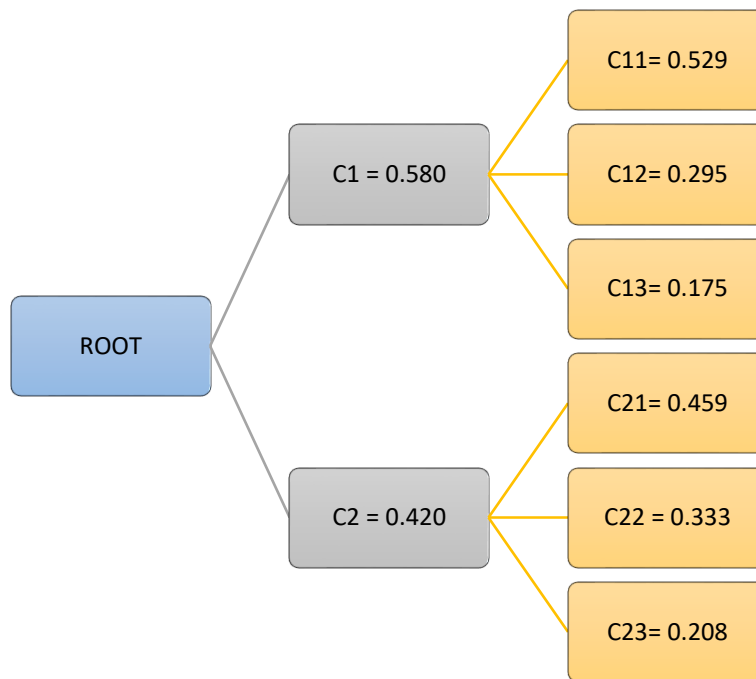 C11= 0.529
C1 = 0.580
C12= 0.295
C13= 0.175
ROOT
C21= 0.459
C2 = 0.420
C22 = 0.333
C23= 0.208